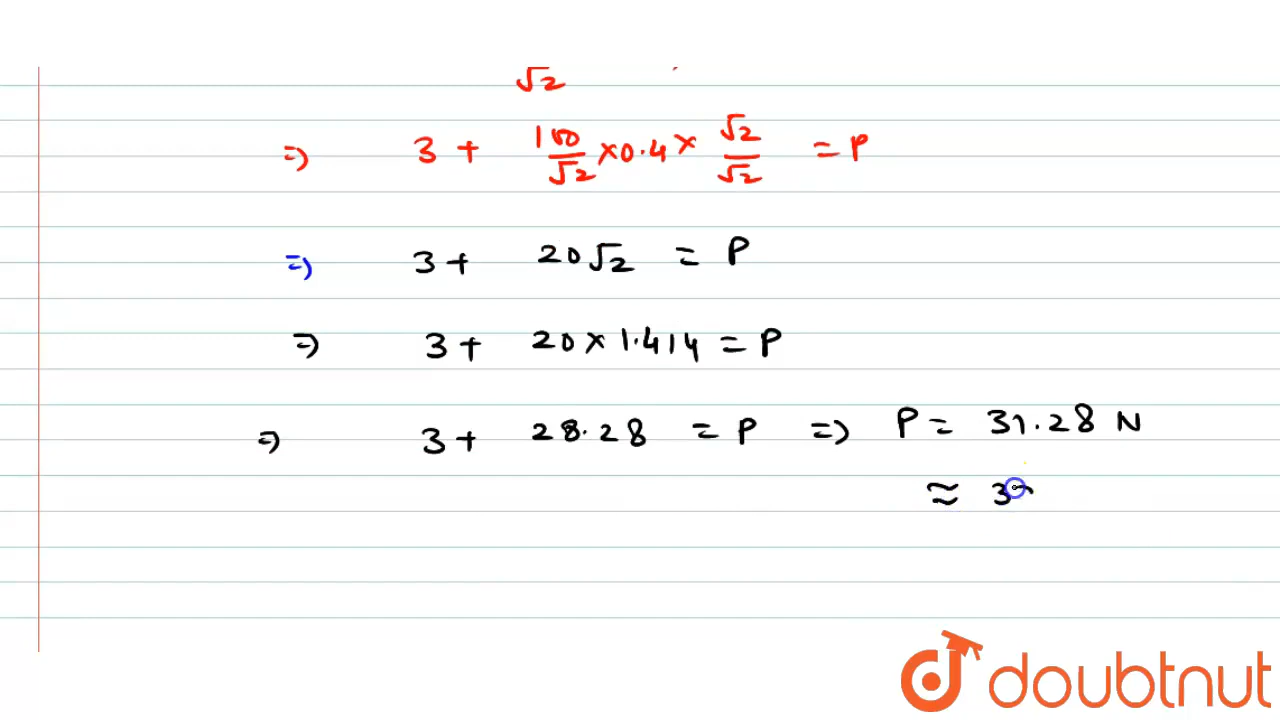 √2
⇒ 3 + 100/√2 × 0.4 × √2/√2 = P
⇒ 3 + 20√2 = P
⇒ 3 + 20 × 1.414 = P
⇒ 3 + 28.28 = P ⇒ P = 31.28 N
≈ 31
doubtnut